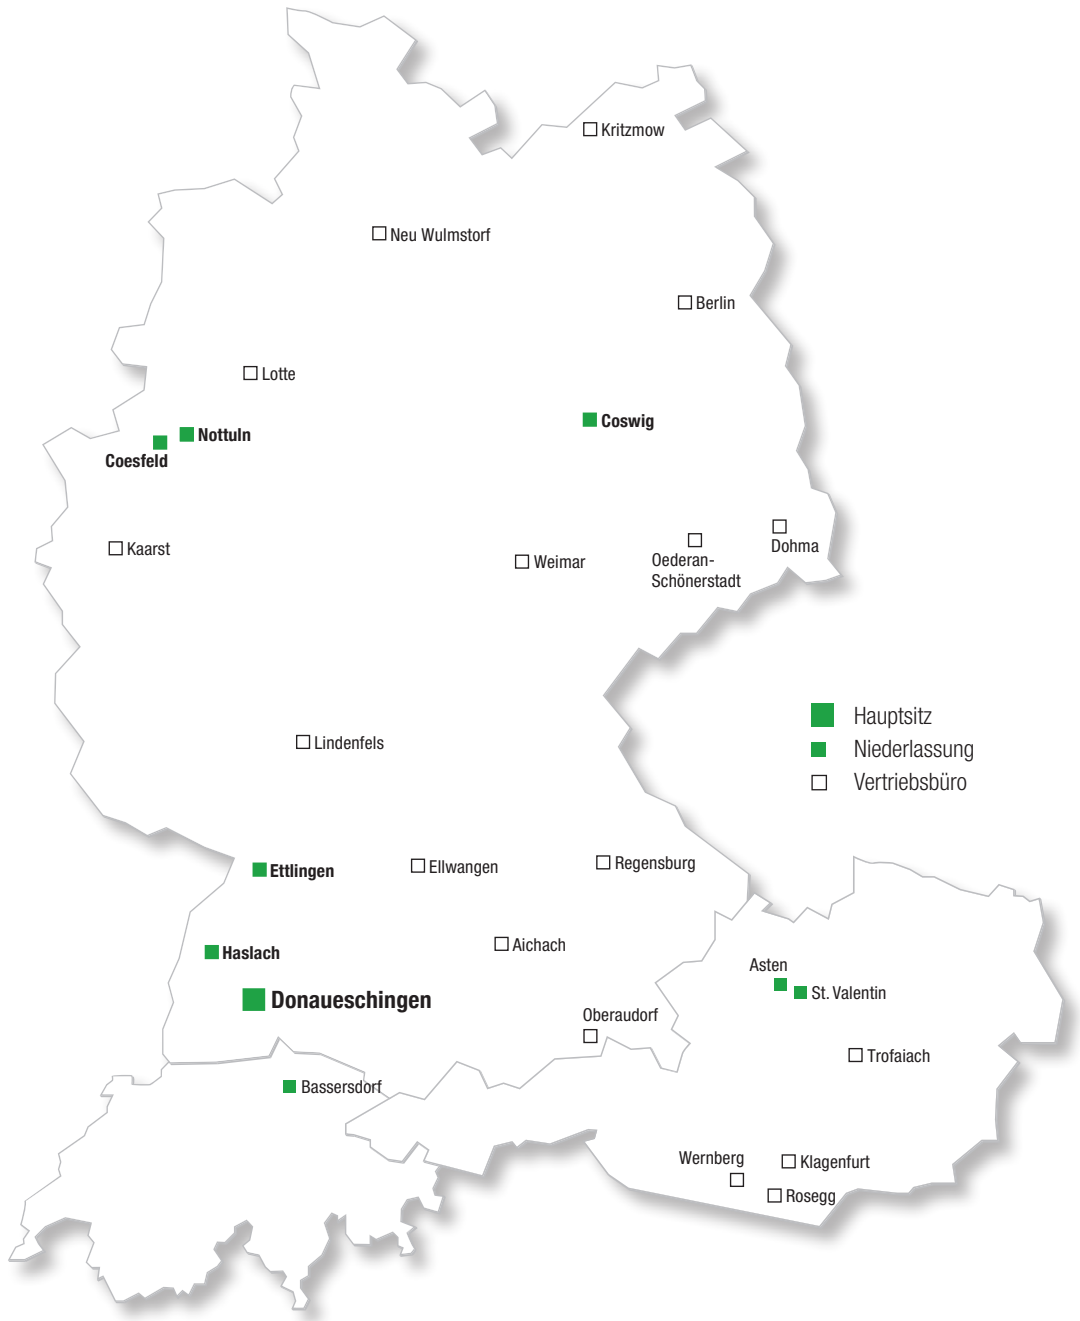 Kritzmow
Neu Wulmstorf
Berlin
Lotte
Coswig
Nottuln
Coesfeld
Kaarst
Weimar
Oederan-
Schönerstadt
Dohma
Hauptsitz
Niederlassung
Vertriebsbüro
Lindenfels
Ettlingen
Ellwangen
Regensburg
Haslach
Aichach
Asten
St. Valentin
Donaueschingen
Oberaudorf
Trofaiach
Bassersdorf
Wernberg
Klagenfurt
Rosegg